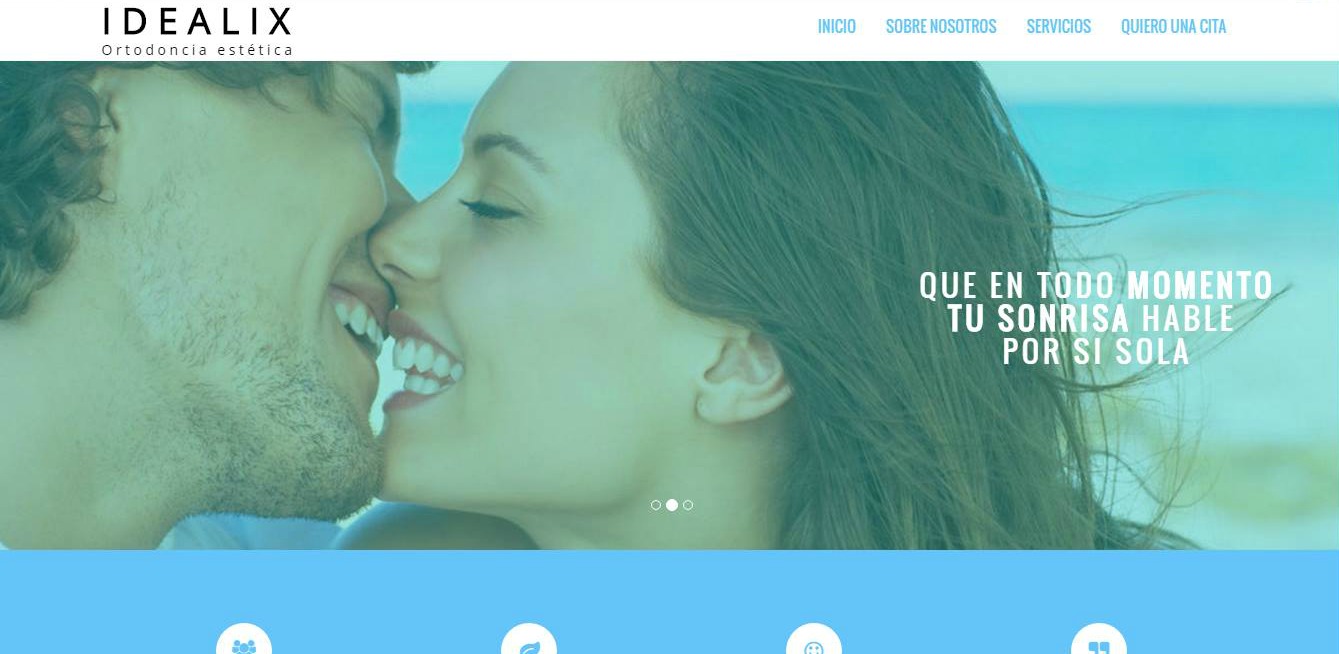 IDEALIX
Ortodoncia estética
INICIO SOBRE NOSOTROS SERVICIOS QUIERO UNA CITA
QUE EN TODO MOMENTO
TU SONRISA HABLE
POR SI SOLA